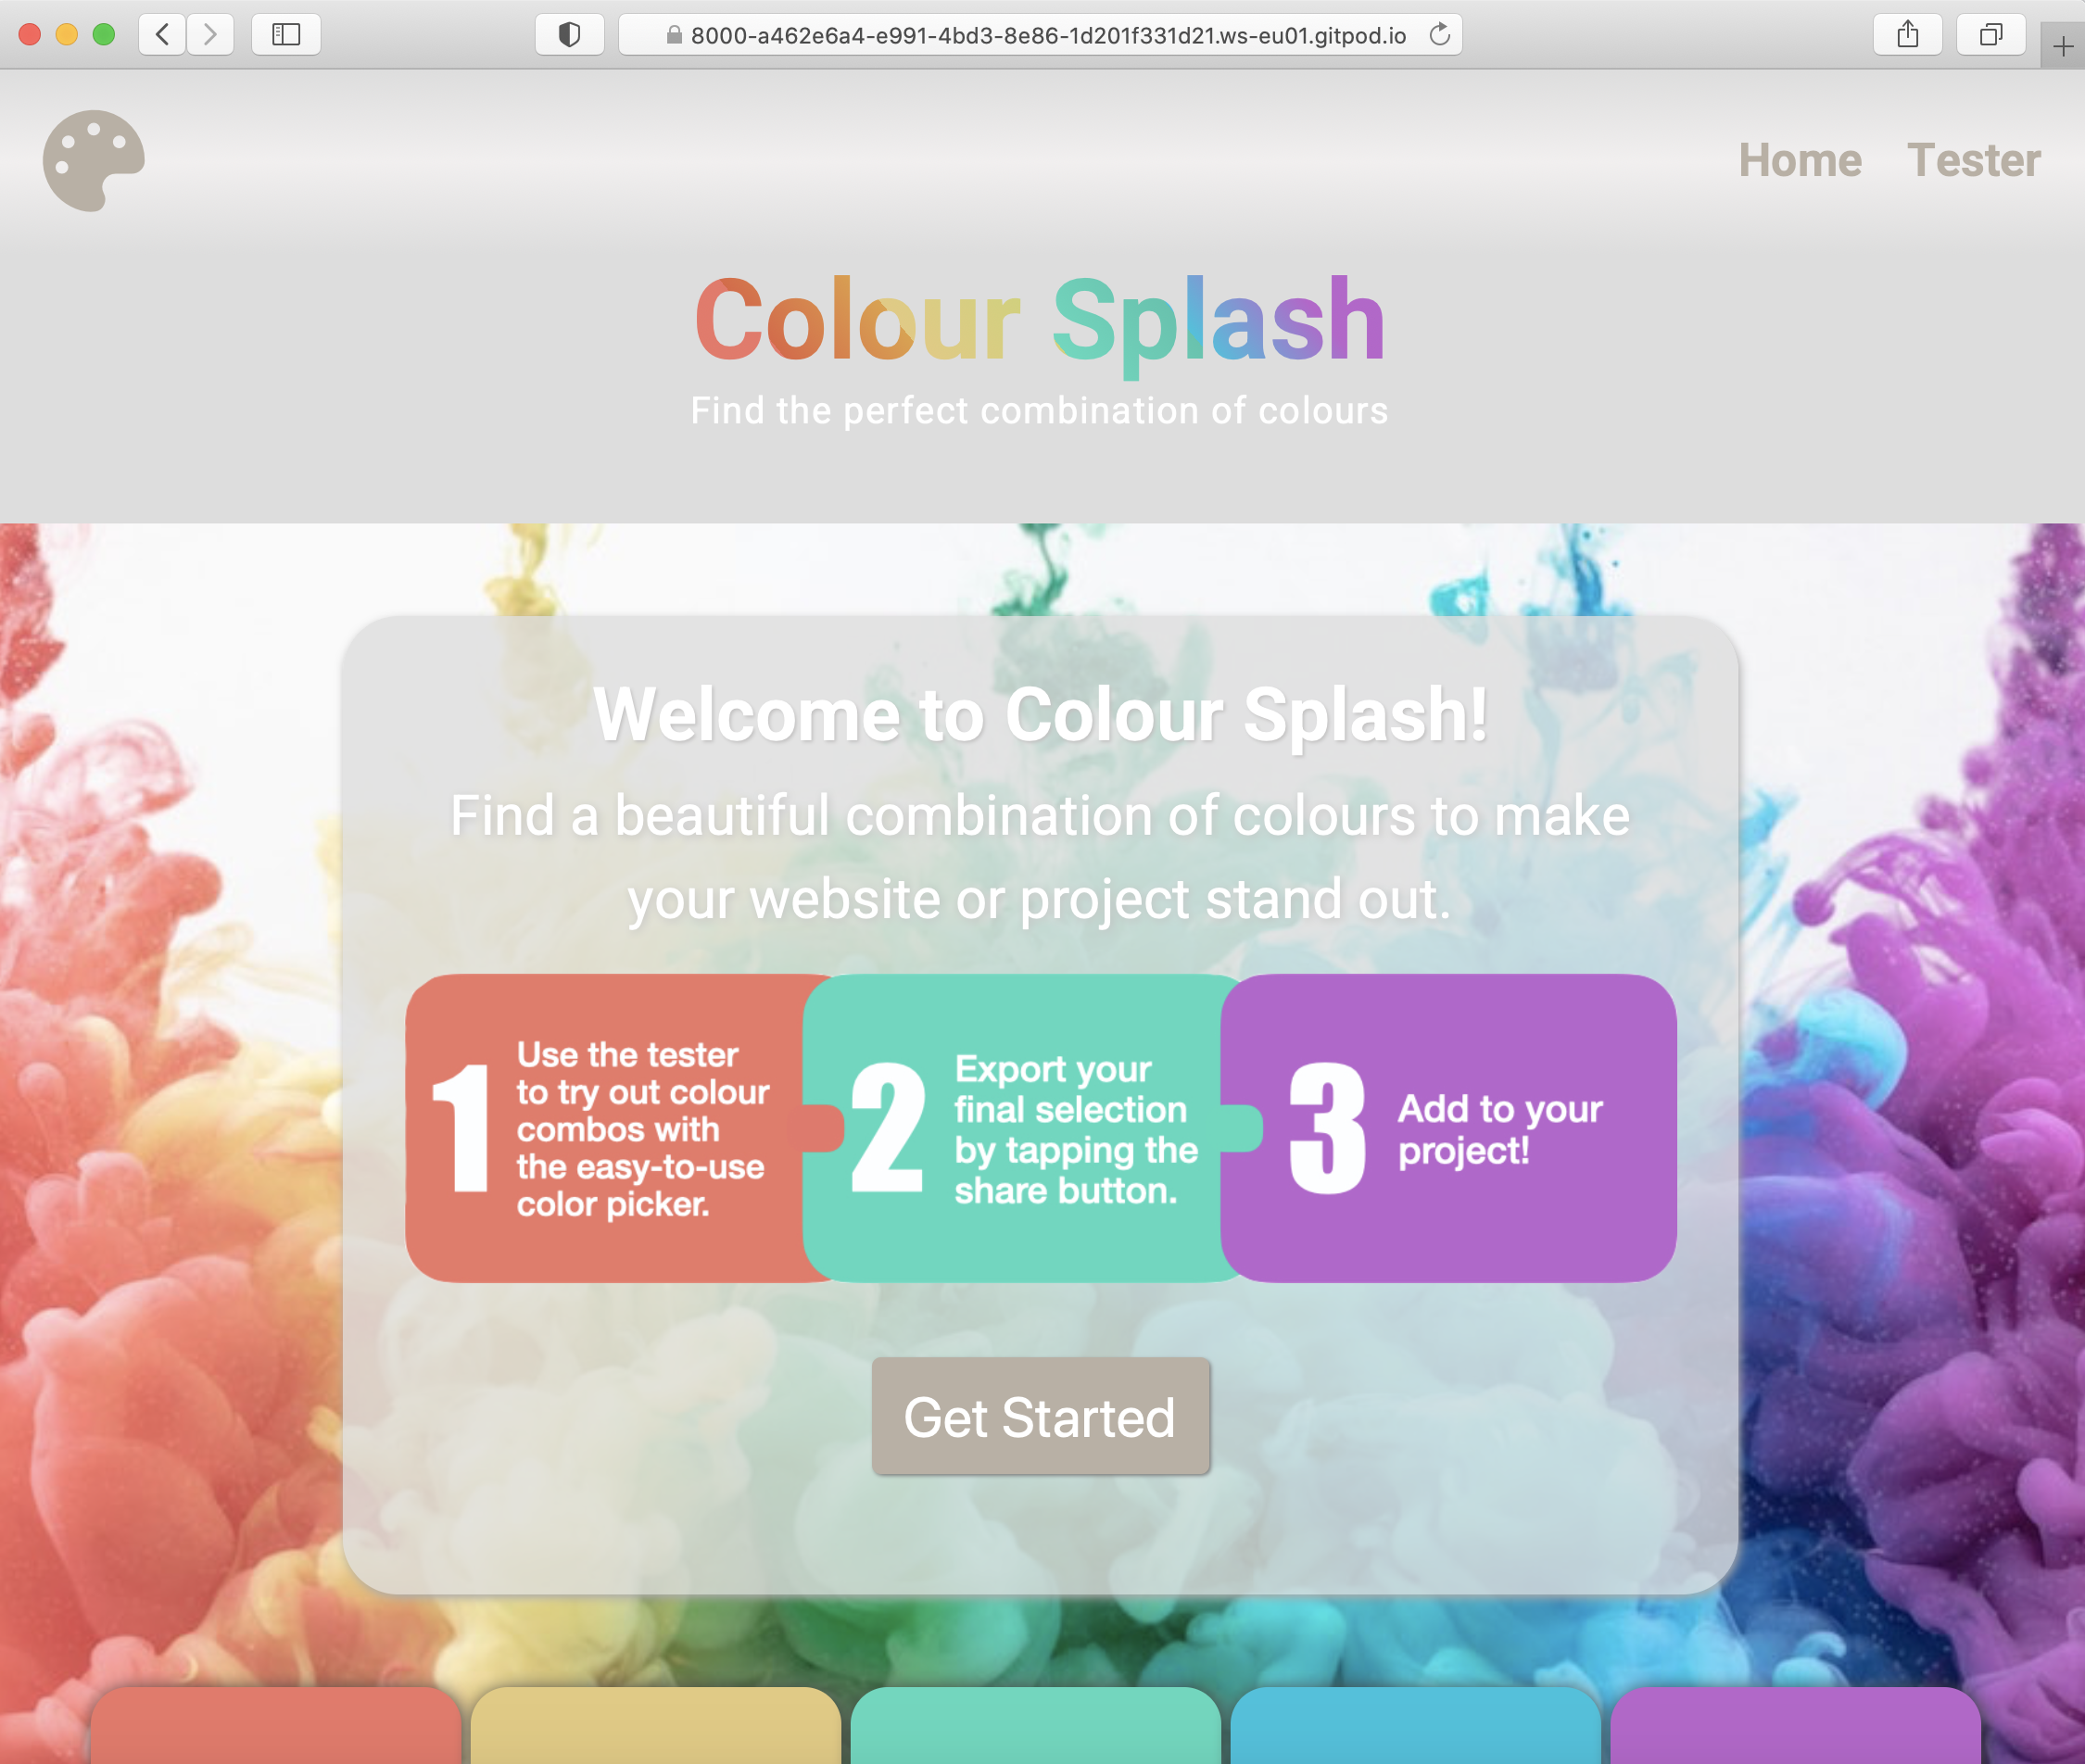 8000-a462e6a4-e991-4bd3-8e86-1d201f331d21.ws-eu01.gitpod.io
Home Tester
Colour Splash
Find the perfect combination of colours
Welcome to Colour Splash!
Find a beautiful combination of colours to make
your website or project stand out.
1
Use the tester
to try out colour
combos with
the easy-to-use
color picker.
2
Export your
final selection
by tapping the
share button.
3
Add to your
project!
Get Started